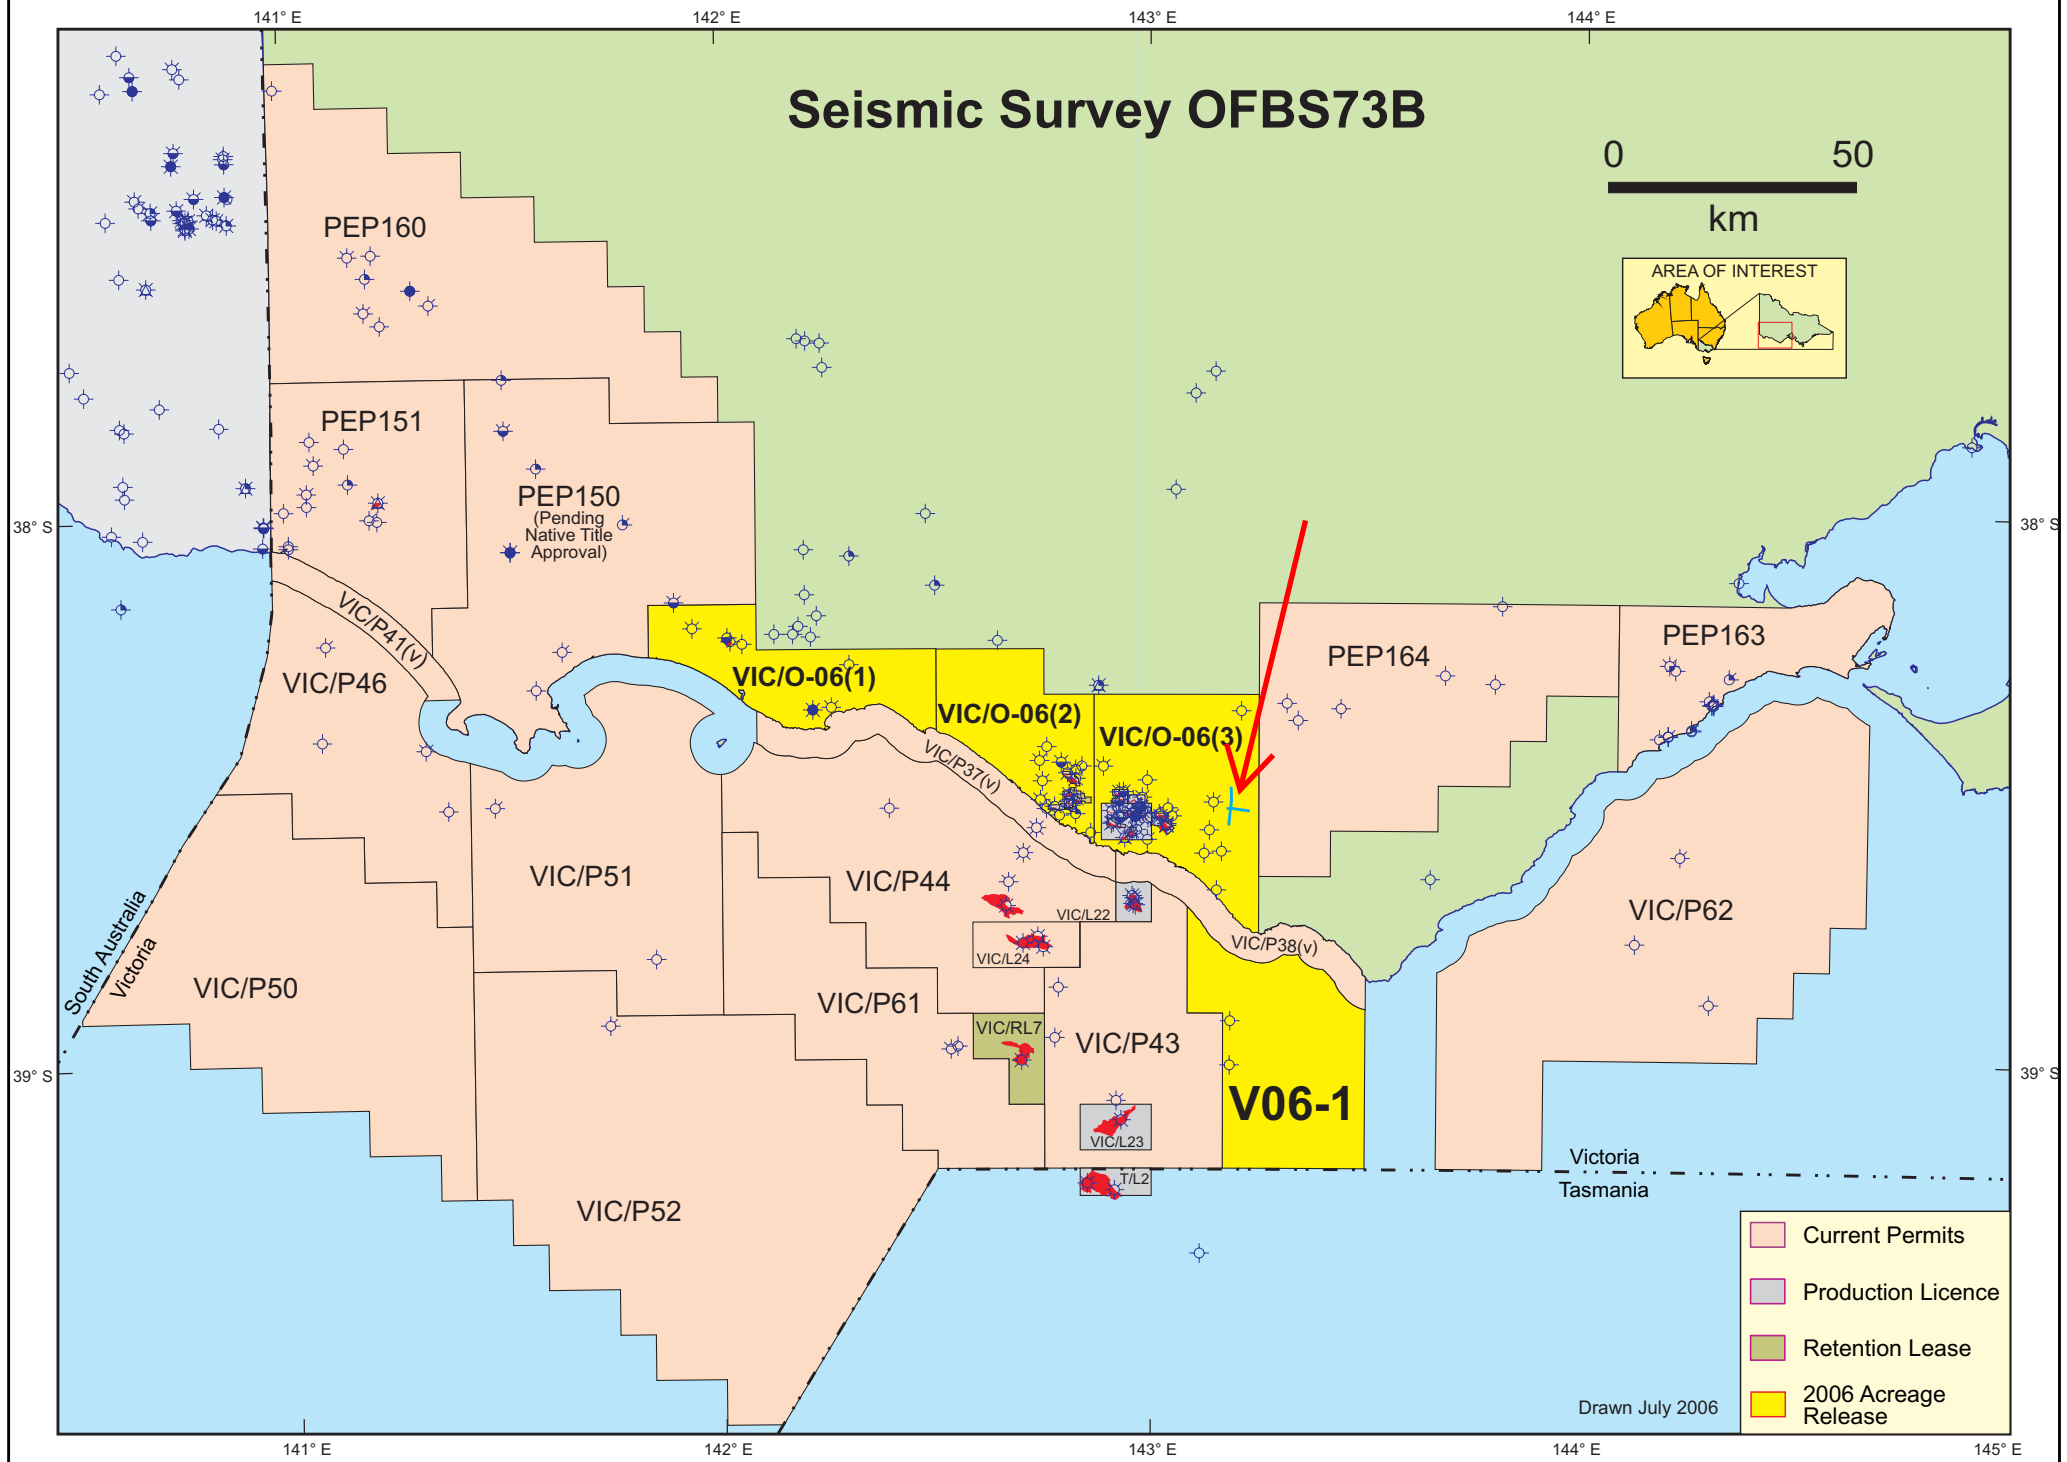 141° E
142° E
143° E
144° E
Seismic Survey OFBS73B
0
50
km
AREA OF INTEREST
PEP160
PEP151
PEP150
(Pending
Native Title
Approval)
38° S
38° S
VIC/P41(v)
VIC/P46
VIC/O-06(1)
VIC/O-06(2)
VIC/O-06(3)
PEP164
PEP163
VIC/P37(v)
VIC/P51
VIC/P44
VIC/L22
VIC/P62
VIC/P38(v)
VIC/L24
South Australia
Victoria
VIC/P50
VIC/P61
VIC/RL7
VIC/P43
39° S
39° S
V06-1
VIC/L23
T/L2
Victoria
Tasmania
VIC/P52
Current Permits
Production Licence
Retention Lease
2006 Acreage
Release
Drawn July 2006
141° E
142° E
143° E
144° E
145° E